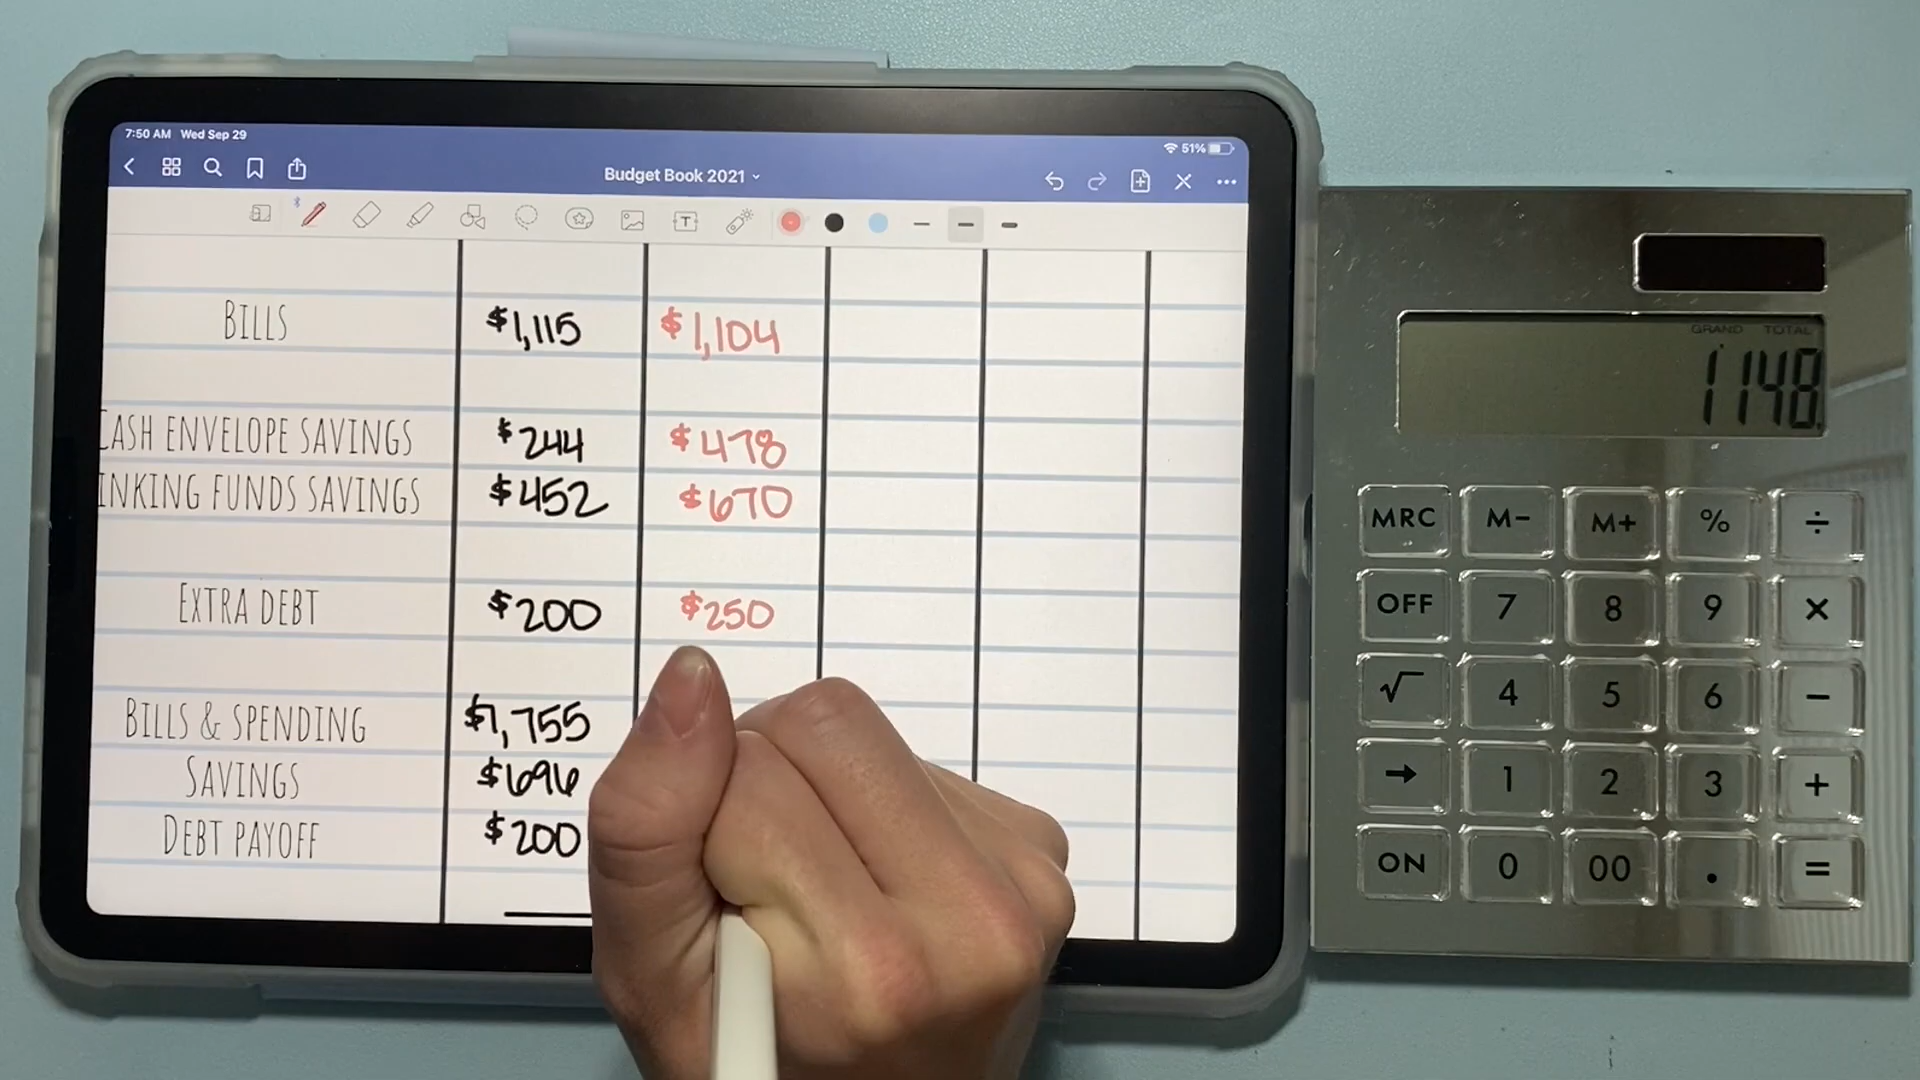 7:50 AM Wed Sep 29
51%
Budget Book 2021
T
BILLS $1,115 $1,104
CASH ENVELOPE SAVINGS $244 $478
INKING FUNDS SAVINGS $452 $670
EXTRA DEBT $200 $250
BILLS & SPENDING $1,755
SAVINGS $696
DEBT PAYOFF $200
GRAND TOTAL
1148.
MRC M− M+ % ÷
OFF 7 8 9 ×
√ 4 5 6 −
→ 1 2 3 +
ON 0 00 . =